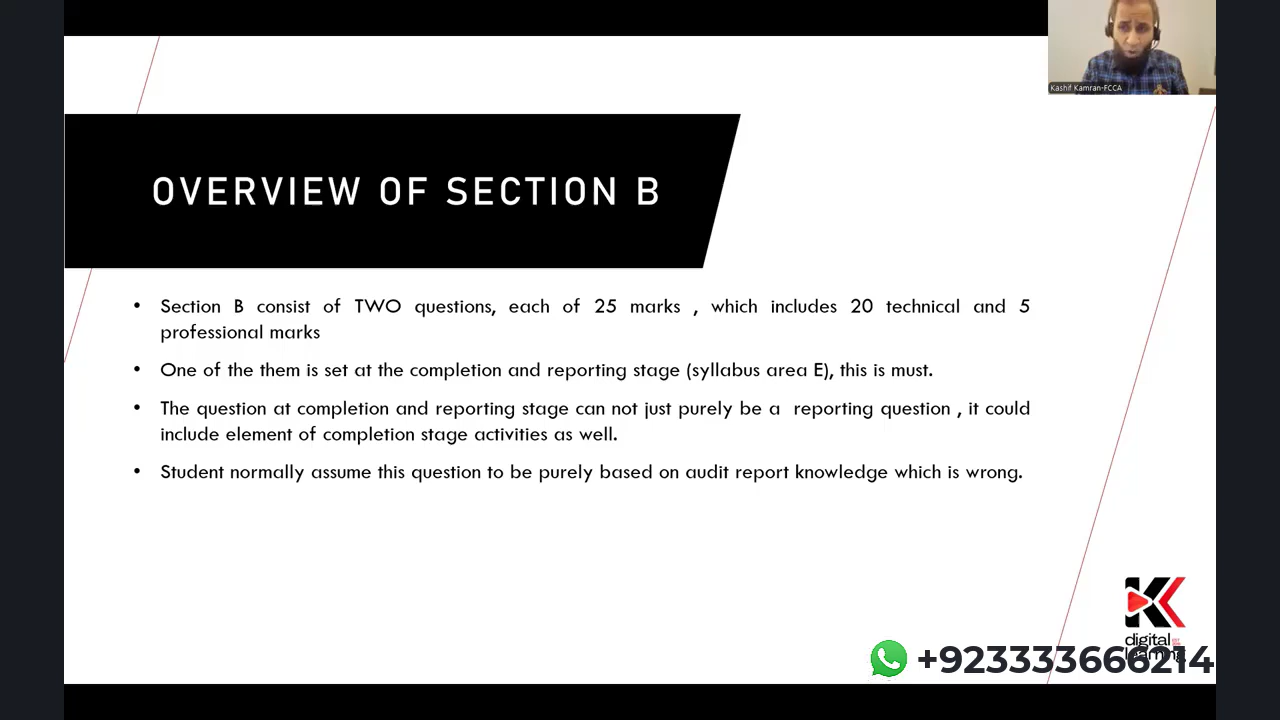 Kashif Kamran-FCCA
OVERVIEW OF SECTION B
• Section B consist of TWO questions, each of 25 marks , which includes 20 technical and 5
professional marks
• One of the them is set at the completion and reporting stage (syllabus area E), this is must.
• The question at completion and reporting stage can not just purely be a reporting question , it could
include element of completion stage activities as well.
• Student normally assume this question to be purely based on audit report knowledge which is wrong.
digital
learning
+923333666214